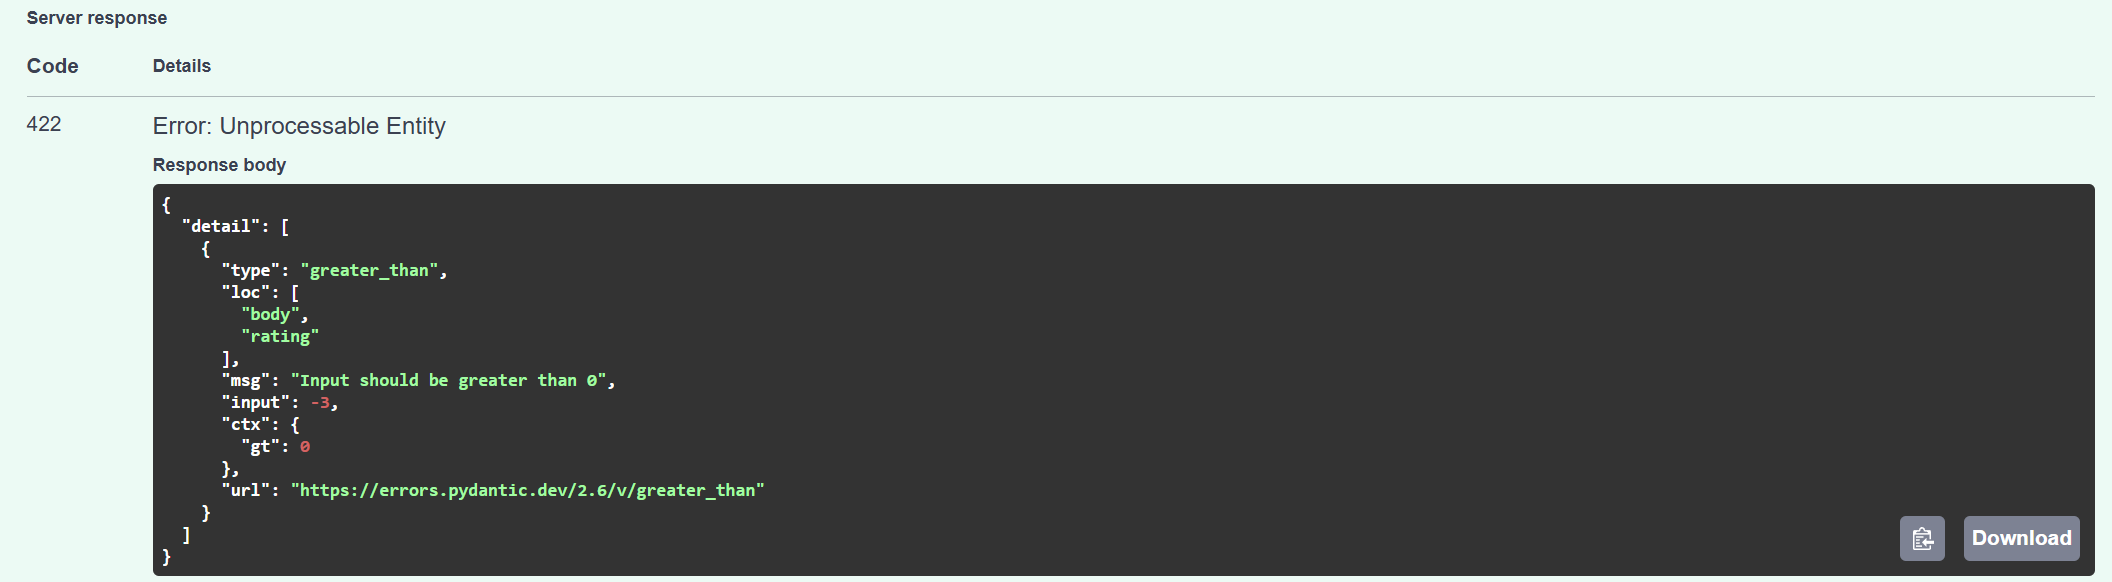 Server response
Code Details
422 Error: Unprocessable Entity
Response body
{
  "detail": [
    {
      "type": "greater_than",
      "loc": [
        "body",
        "rating"
      ],
      "msg": "Input should be greater than 0",
      "input": -3,
      "ctx": {
        "gt": 0
      },
      "url": "https://errors.pydantic.dev/2.6/v/greater_than"
    }
  ]
}
Download